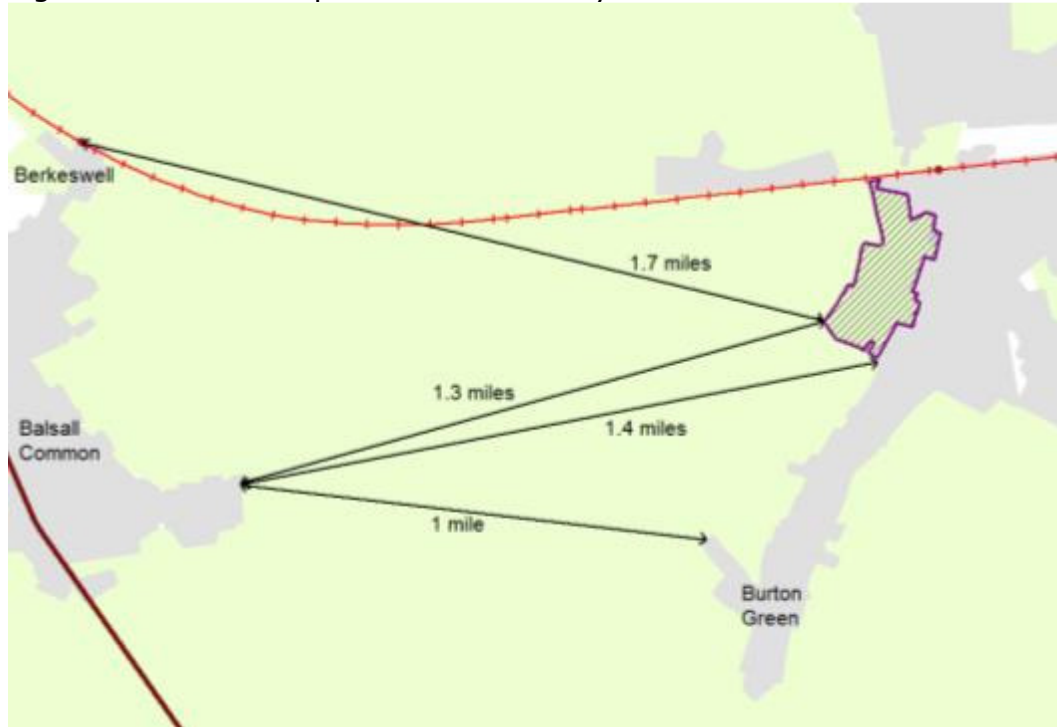 Berkeswell
1.7 miles
1.3 miles
Balsall
Common
1.4 miles
1 mile
Burton
Green